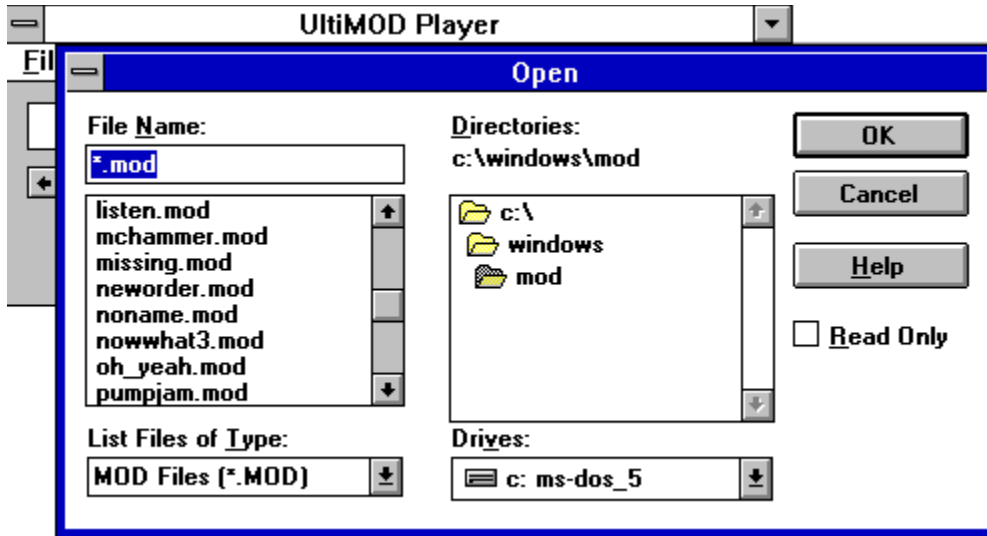 UltiMOD Player
Fil
Open
File Name:
*.mod
listen.mod
mchammer.mod
missing.mod
neworder.mod
noname.mod
nowwhat3.mod
oh_yeah.mod
pumpjam.mod
List Files of Type:
MOD Files (*.MOD)
Directories:
c:\windows\mod
c:\
windows
mod
Drives:
c: ms-dos_5
OK
Cancel
Help
Read Only